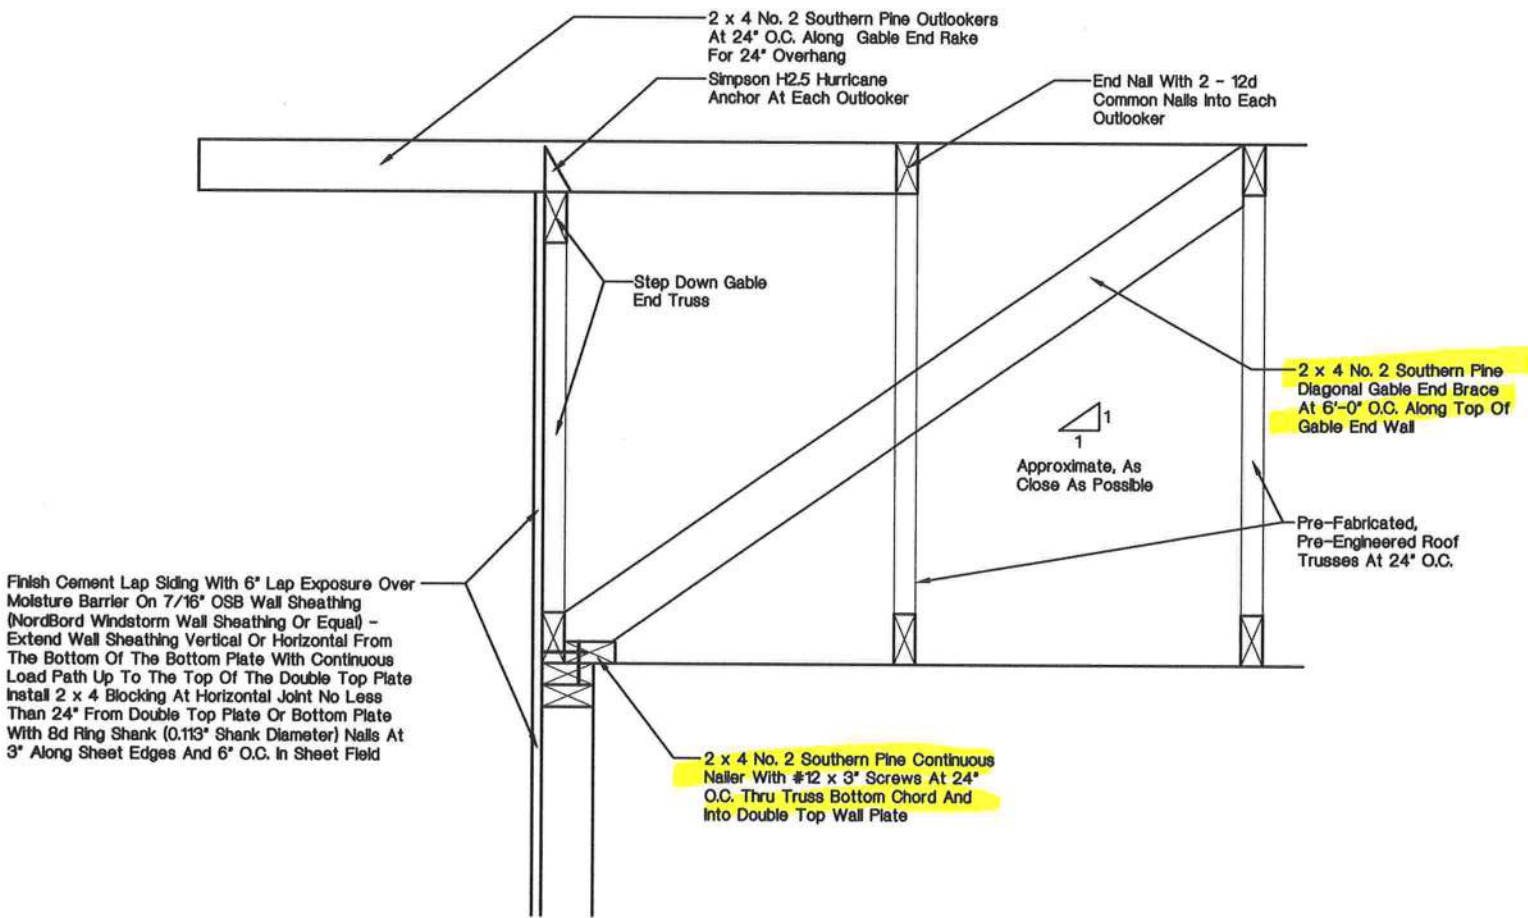 2 x 4 No. 2 Southern Pine Outlookers
At 24" O.C. Along Gable End Rake
For 24" Overhang
Simpson H2.5 Hurricane
Anchor At Each Outlooker
End Nail With 2 - 12d
Common Nails Into Each
Outlooker
Step Down Gable
End Truss
2 x 4 No. 2 Southern Pine
Diagonal Gable End Brace
At 6'-0" O.C. Along Top Of
Gable End Wall
1
1
Approximate, As
Close As Possible
Pre-Fabricated,
Pre-Engineered Roof
Trusses At 24" O.C.
Finish Cement Lap Siding With 6" Lap Exposure Over
Moisture Barrier On 7/16" OSB Wall Sheathing
(NordBord Windstorm Wall Sheathing Or Equal) -
Extend Wall Sheathing Vertical Or Horizontal From
The Bottom Of The Bottom Plate With Continuous
Load Path Up To The Top Of The Double Top Plate
Install 2 x 4 Blocking At Horizontal Joint No Less
Than 24" From Double Top Plate Or Bottom Plate
With 8d Ring Shank (0.113" Shank Diameter) Nails At
3" Along Sheet Edges And 6" O.C. In Sheet Field
2 x 4 No. 2 Southern Pine Continuous
Nailer With #12 x 3" Screws At 24"
O.C. Thru Truss Bottom Chord And
Into Double Top Wall Plate